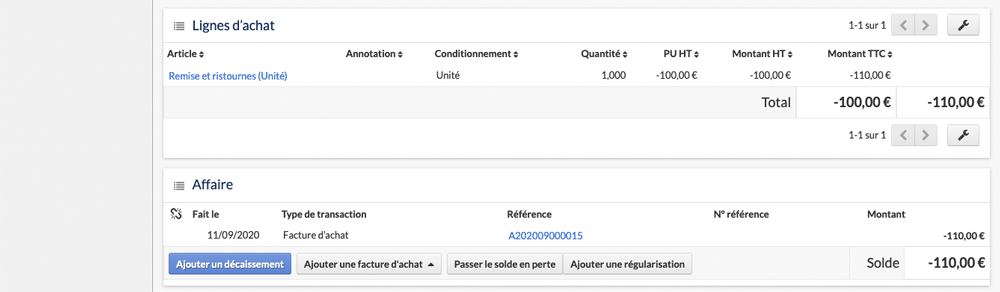 Lignes d'achat 1-1 sur 1
Article Annotation Conditionnement Quantité PU HT Montant HT Montant TTC
Remise et ristournes (Unité) Unité 1,000 -100,00 € -100,00 € -110,00 €
Total -100,00 € -110,00 €
1-1 sur 1
Affaire
Fait le Type de transaction Référence N° référence Montant
11/09/2020 Facture d'achat A202009000015 -110,00 €
Ajouter un décaissement Ajouter une facture d'achat Passer le solde en perte Ajouter une régularisation Solde -110,00 €